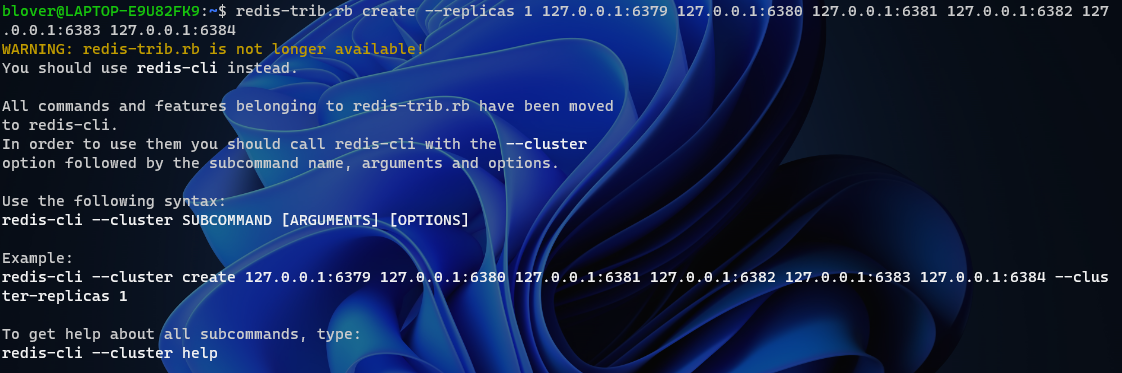 blover@LAPTOP-E9U82FK9:~$ redis-trib.rb create --replicas 1 127.0.0.1:6379 127.0.0.1:6380 127.0.0.1:6381 127.0.0.1:6382 127
.0.0.1:6383 127.0.0.1:6384
WARNING: redis-trib.rb is not longer available!
You should use redis-cli instead.
All commands and features belonging to redis-trib.rb have been moved
to redis-cli.
In order to use them you should call redis-cli with the --cluster
option followed by the subcommand name, arguments and options.
Use the following syntax:
redis-cli --cluster SUBCOMMAND [ARGUMENTS] [OPTIONS]
Example:
redis-cli --cluster create 127.0.0.1:6379 127.0.0.1:6380 127.0.0.1:6381 127.0.0.1:6382 127.0.0.1:6383 127.0.0.1:6384 --clus
ter-replicas 1
To get help about all subcommands, type:
redis-cli --cluster help